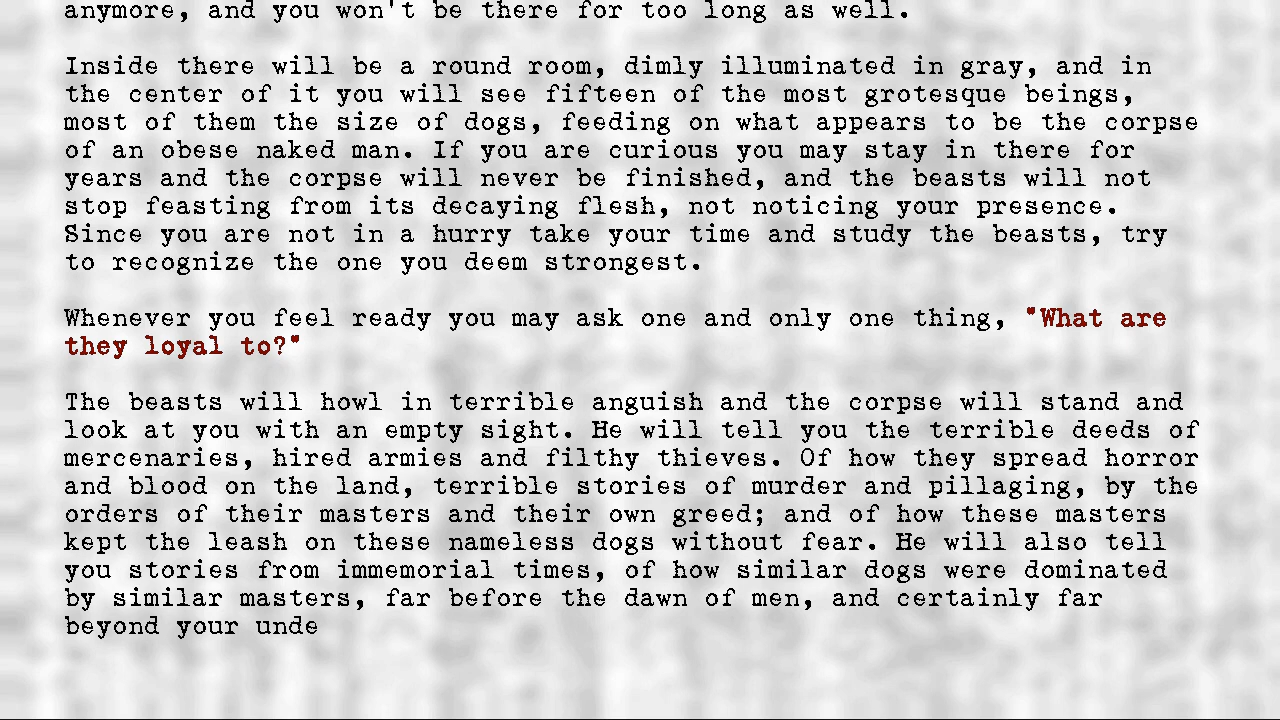 anymore, and you won't be there for too long as well.
Inside there will be a round room, dimly illuminated in gray, and in
the center of it you will see fifteen of the most grotesque beings,
most of them the size of dogs, feeding on what appears to be the corpse
of an obese naked man. If you are curious you may stay in there for
years and the corpse will never be finished, and the beasts will not
stop feasting from its decaying flesh, not noticing your presence.
Since you are not in a hurry take your time and study the beasts, try
to recognize the one you deem strongest.
Whenever you feel ready you may ask one and only one thing, "What are
they loyal to?"
The beasts will howl in terrible anguish and the corpse will stand and
look at you with an empty sight. He will tell you the terrible deeds of
mercenaries, hired armies and filthy thieves. Of how they spread horror
and blood on the land, terrible stories of murder and pillaging, by the
orders of their masters and their own greed; and of how these masters
kept the leash on these nameless dogs without fear. He will also tell
you stories from immemorial times, of how similar dogs were dominated
by similar masters, far before the dawn of men, and certainly far
beyond your unde